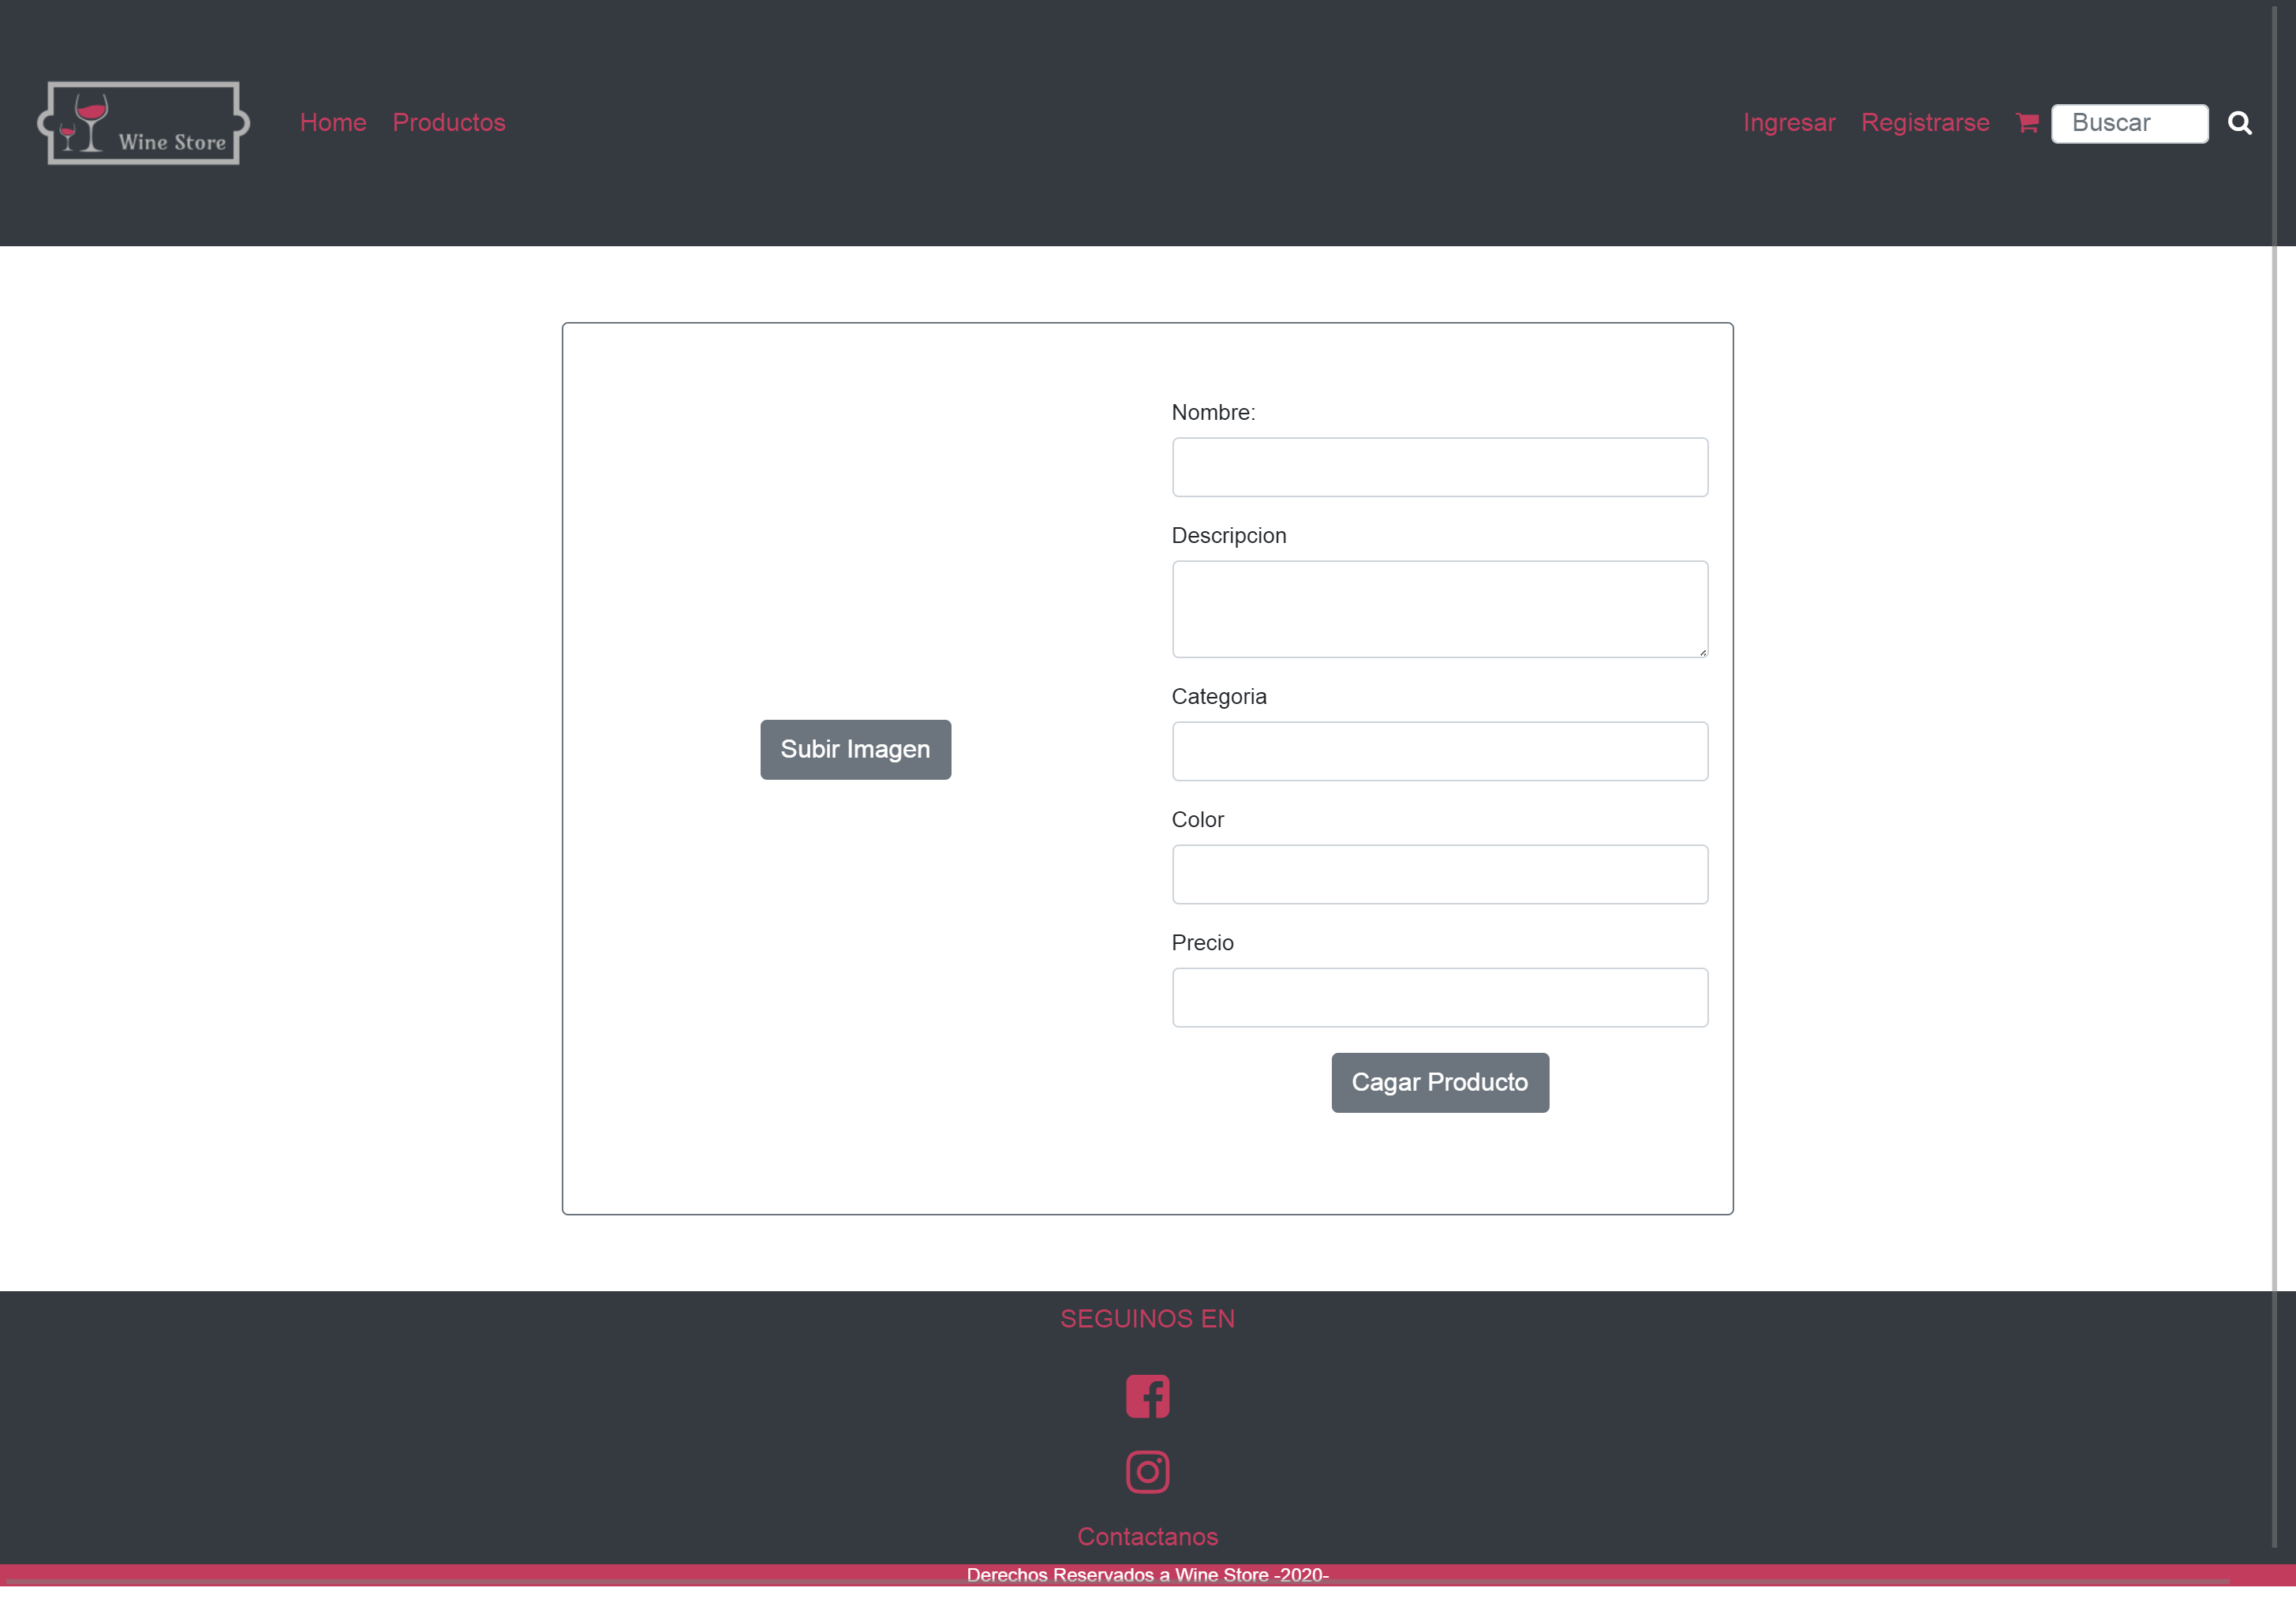 Wine Store
Home Productos
Ingresar Registrarse Buscar
Nombre:
Descripcion
Categoria
Subir Imagen
Color
Precio
Cagar Producto
SEGUINOS EN
Contactanos
Derechos Reservados a Wine Store -2020-